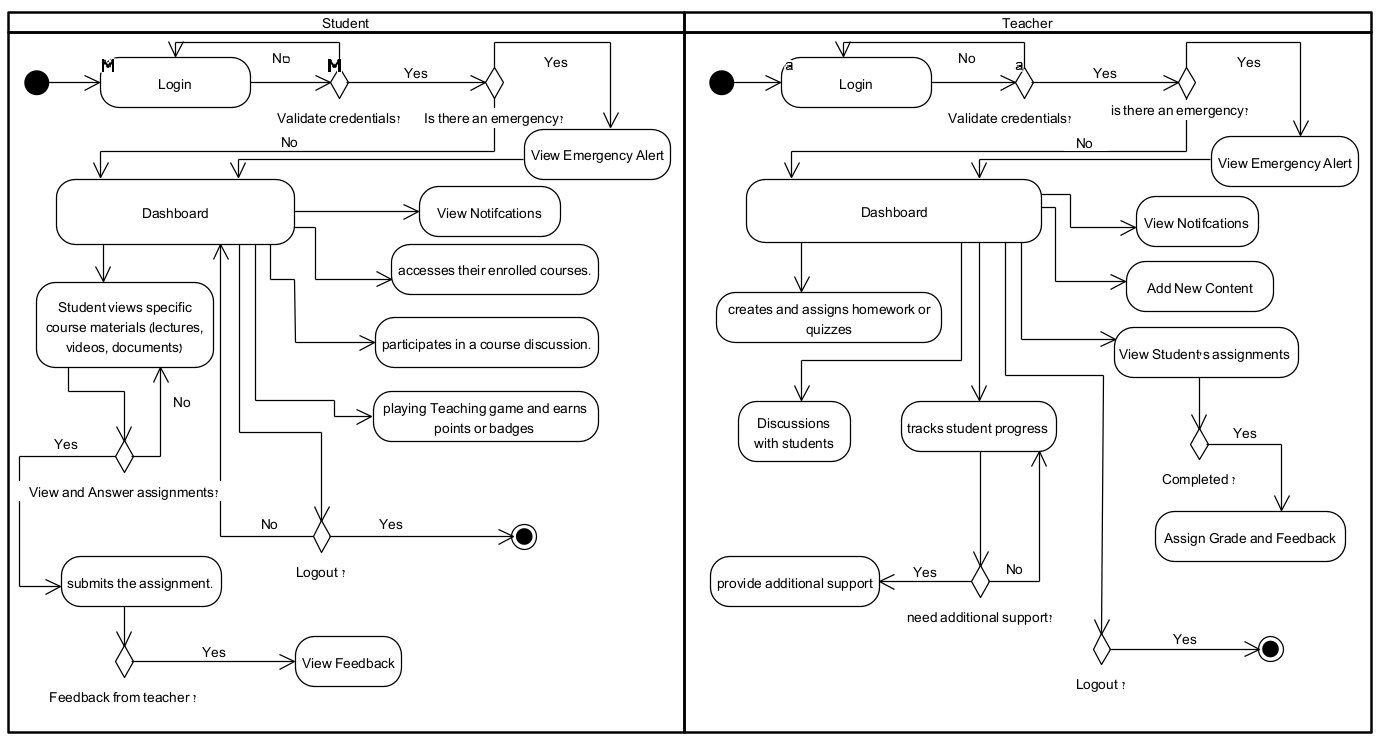 Student
Teacher
M
M
No
Login
Yes
Yes
Validate credentials?
Is there an emergency?
No
View Emergency Alert
Dashboard
View Notifcations
accesses their enrolled courses.
Student views specific
course materials (lectures,
videos, documents)
participates in a course discussion.
No
playing Teaching game and earns
points or badges
Yes
View and Answer assignments?
No
Yes
Logout ?
submits the assignment.
Yes
View Feedback
Feedback from teacher ?
a
a
No
Login
Yes
Yes
Validate credentials?
is there an emergency?
No
View Emergency Alert
Dashboard
View Notifcations
Add New Content
creates and assigns homework or
quizzes
View Student's assignments
Discussions
with students
tracks student progress
Yes
Completed ?
Assign Grade and Feedback
provide additional support
Yes
No
need additional support?
Yes
Logout ?